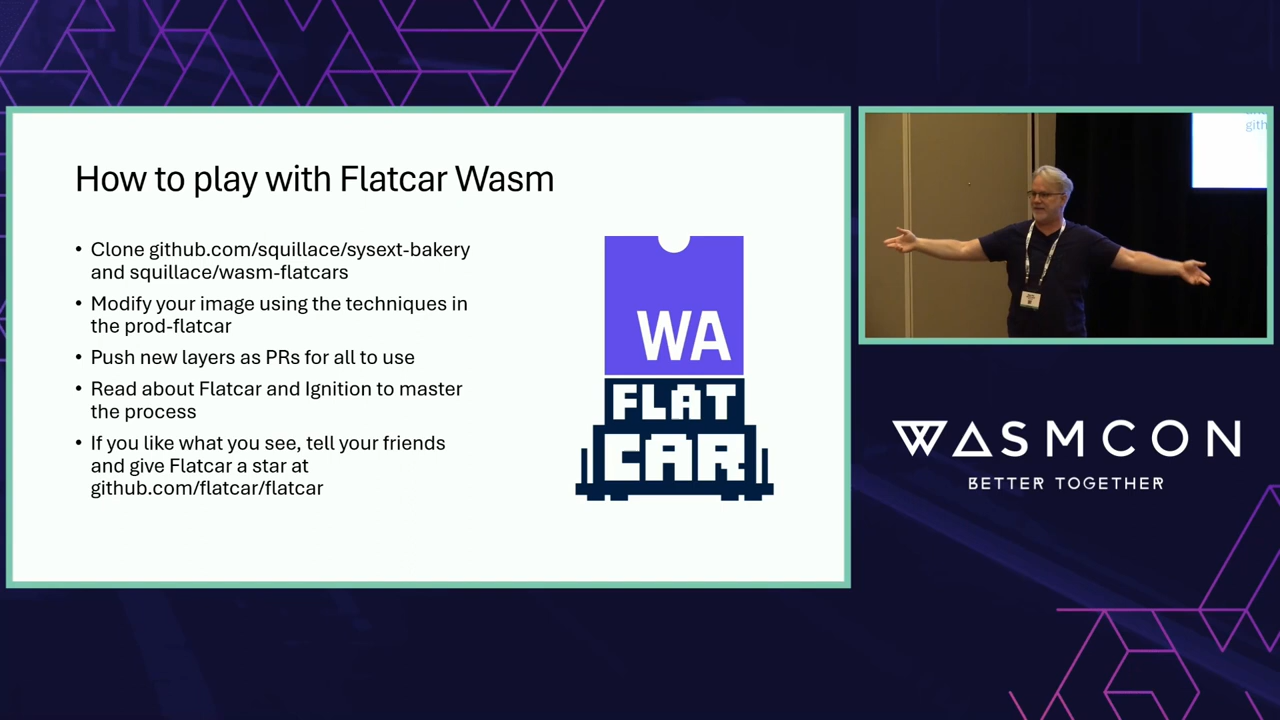 How to play with Flatcar Wasm
• Clone github.com/squillace/sysext-bakery
and squillace/wasm-flatcars
• Modify your image using the techniques in
the prod-flatcar
• Push new layers as PRs for all to use
• Read about Flatcar and Ignition to master
the process
• If you like what you see, tell your friends
and give Flatcar a star at
github.com/flatcar/flatcar
WA
FLAT
CAR
gith
WASMCON
BETTER TOGETHER